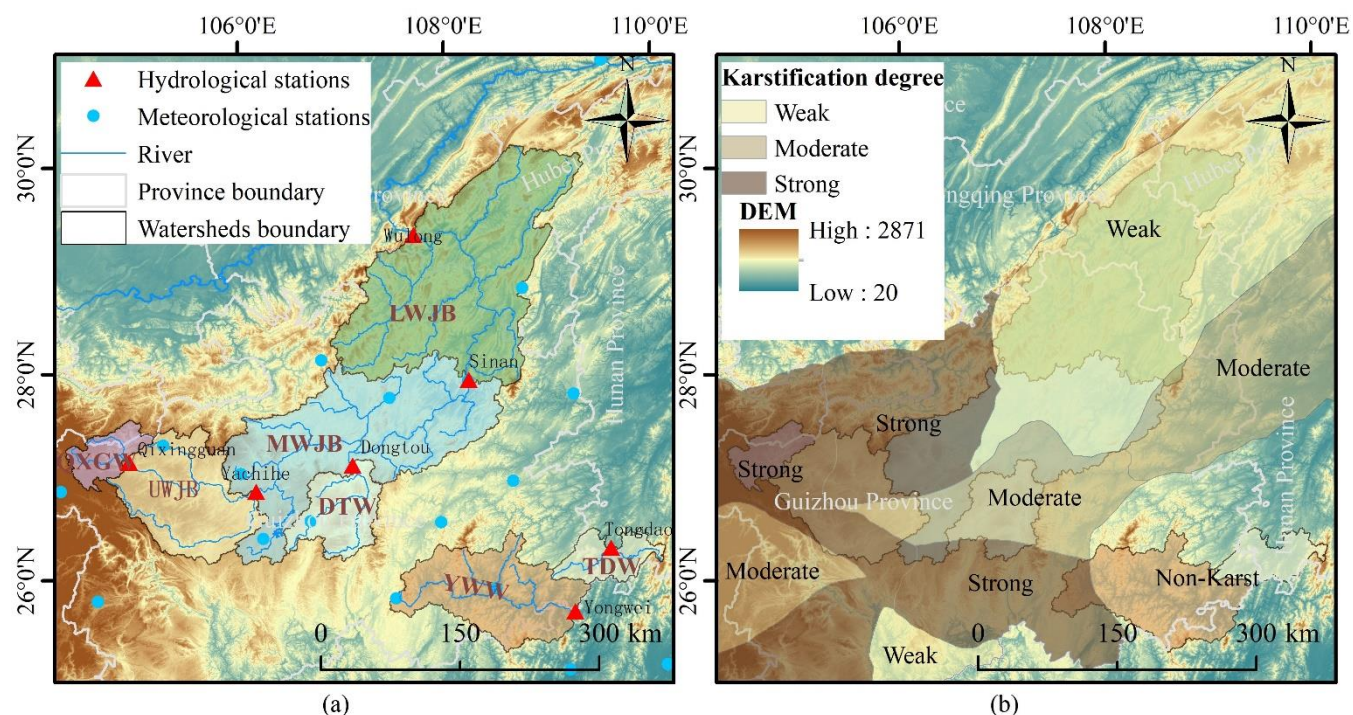 106°0'E
108°0'E
110°0'E
30°0'N
28°0'N
26°0'N
Hydrological stations
Meteorological stations
River
Province boundary
Watersheds boundary
N
Province
Wulong
LWJB
Sinan
MWJB
Dongtou
Qixingguan
UWJB
Yachihe
DTW
Hunan Province
Tongdao
TDW
YWW
Yongwei
0
150
300 km
(a)
106°0'E
108°0'E
110°0'E
30°0'N
28°0'N
26°0'N
Karstification degree
Weak
Moderate
Strong
DEM
High : 2871
Low : 20
N
Province
Weak
Moderate
Strong
Strong
Guizhou Province
Moderate
Moderate
Strong
Non-Karst
Weak
0
150
300 km
(b)